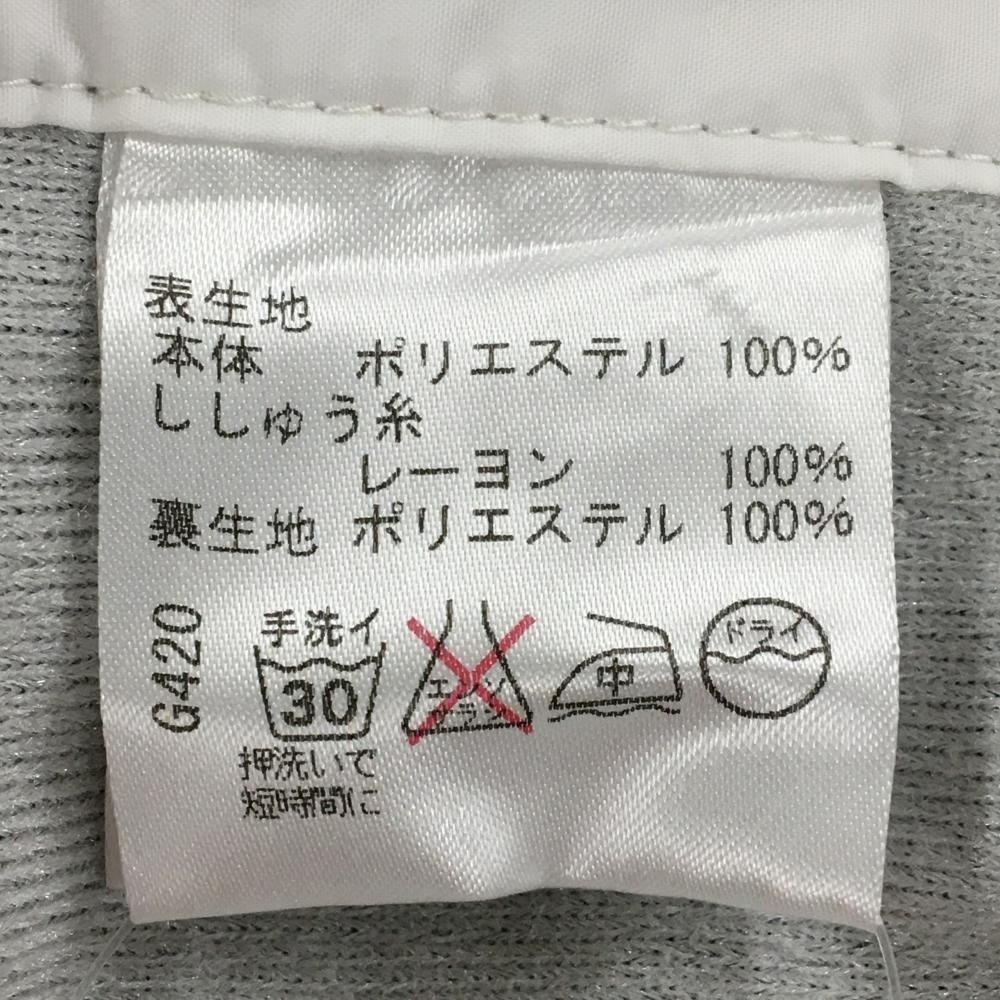 表生地
本体 ポリエステル 100%
ししゅう糸
レーヨン 100%
裏生地 ポリエステル 100%
G420
手洗イ
30
エンソ
サラシ
中
ドライ
押洗いで
短時間に